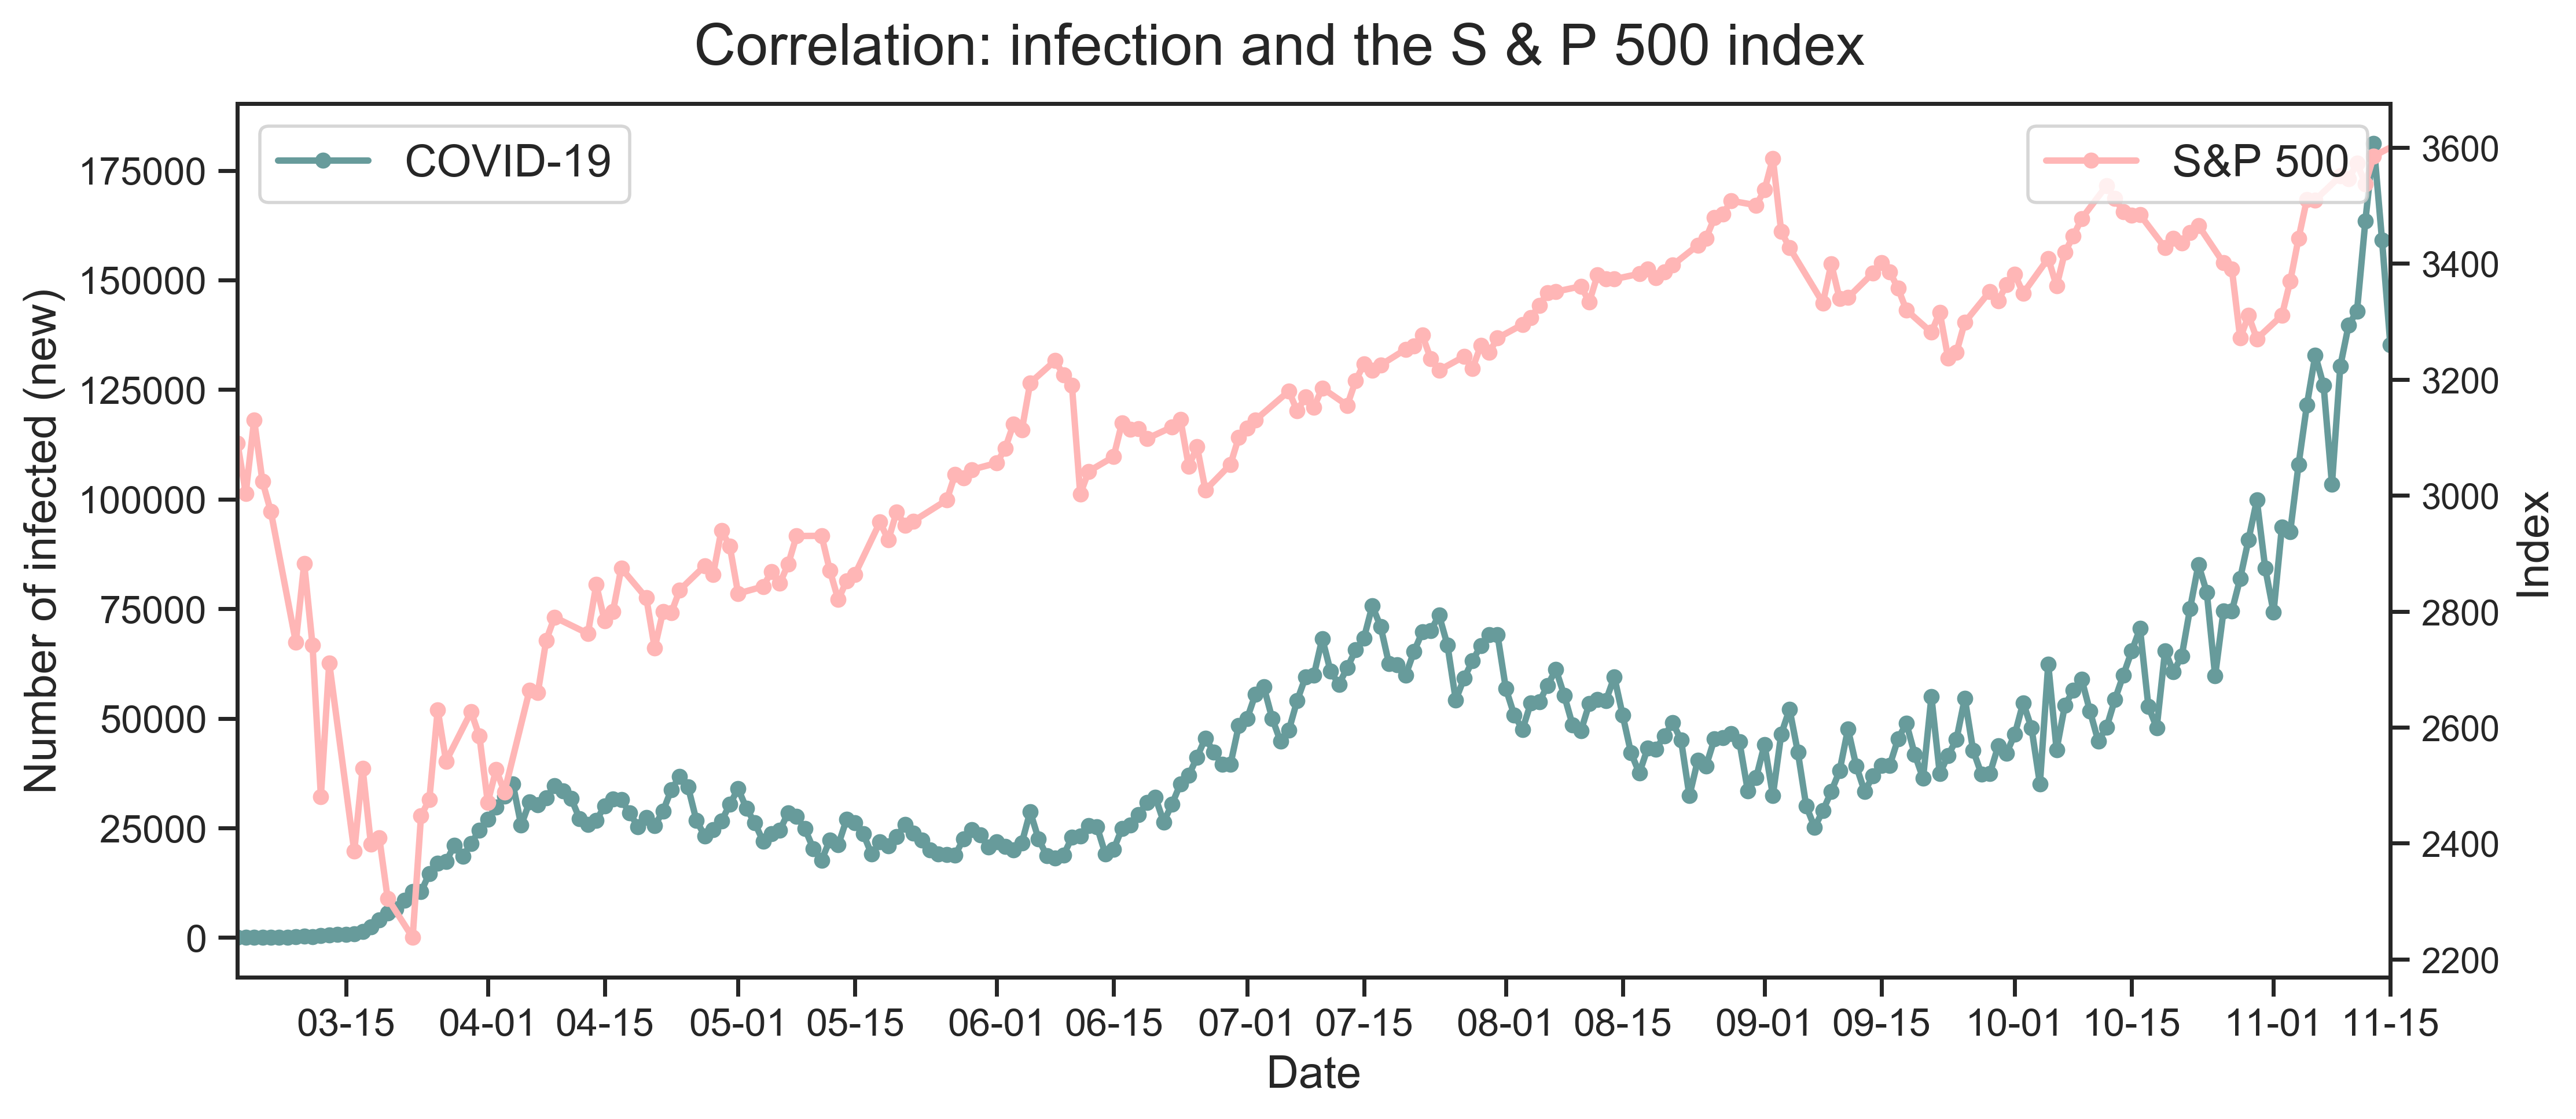 Correlation: infection and the S & P 500 index
COVID-19
S&P 500
Number of infected (new)
175000
150000
125000
100000
75000
50000
25000
0
3600
3400
3200
3000
2800
2600
2400
2200
Index
03-15 04-01 04-15 05-01 05-15 06-01 06-15 07-01 07-15 08-01 08-15 09-01 09-15 10-01 10-15 11-01 11-15
Date